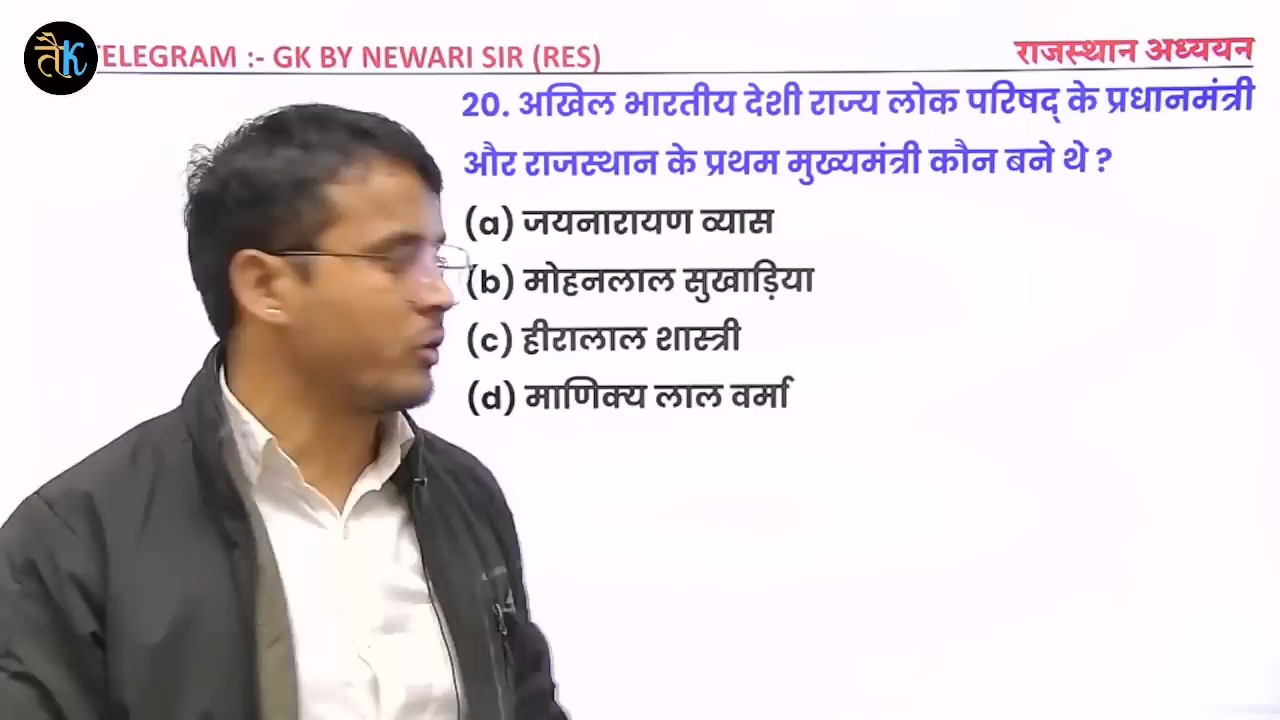 तैK
TELEGRAM :- GK BY NEWARI SIR (RES)
राजस्थान अध्ययन
20. अखिल भारतीय देशी राज्य लोक परिषद् के प्रधानमंत्री
और राजस्थान के प्रथम मुख्यमंत्री कौन बने थे ?
(a) जयनारायण व्यास
(b) मोहनलाल सुखाड़िया
(c) हीरालाल शास्त्री
(d) माणिक्य लाल वर्मा